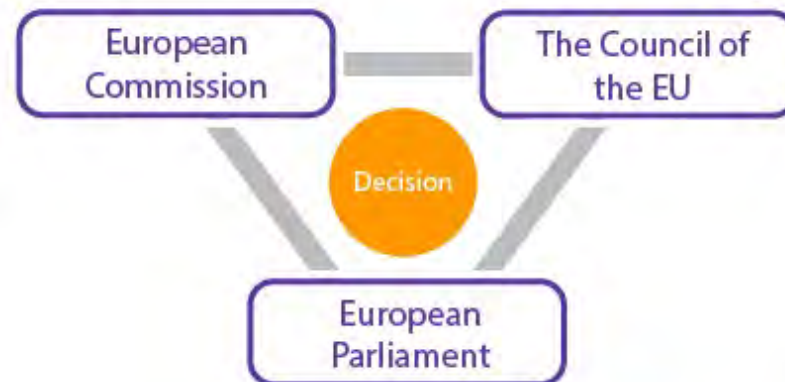 European
Commission
The Council of
the EU
Decision
European
Parliament